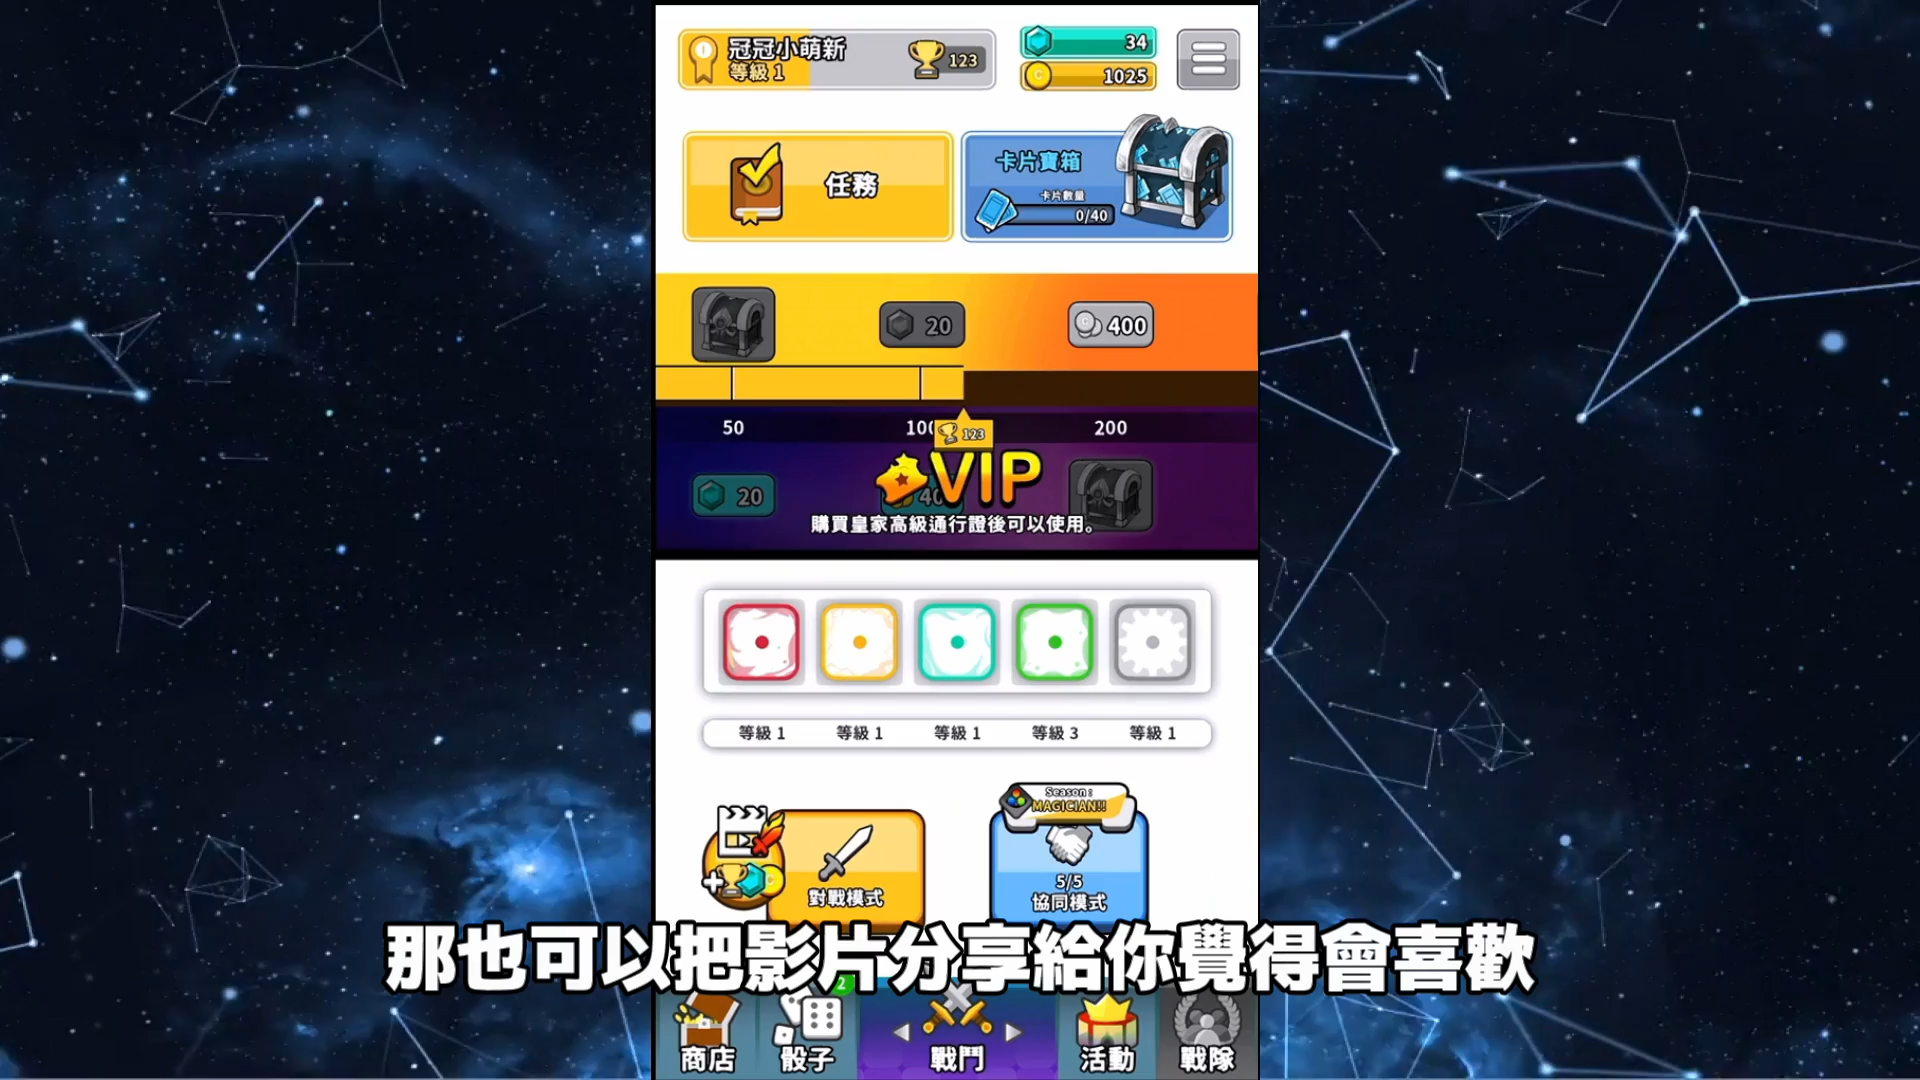 冠冠小萌新
等級 1
123
34
1025
任務
卡片寶箱
卡片數量
0/40
20
400
50
200
123
VIP
20
購買皇家高級通行證後可以使用。
等級 1
等級 1
等級 1
等級 3
等級 1
Season :
MAGICIAN!!
對戰模式
5/5
協同模式
那也可以把影片分享給你覺得會喜歡
2
商店
骰子
戰鬥
活動
戰隊